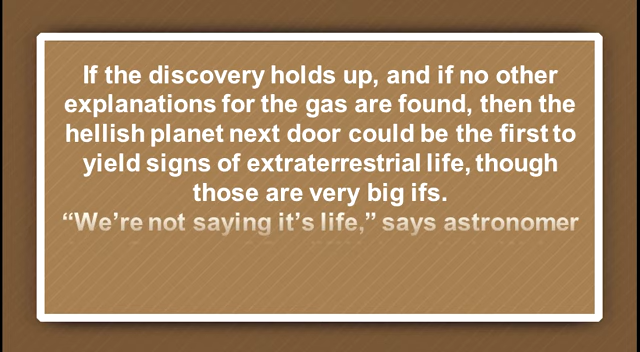 If the discovery holds up, and if no other
explanations for the gas are found, then the
hellish planet next door could be the first to
yield signs of extraterrestrial life, though
those are very big ifs.
“We’re not saying it’s life,” says astronomer